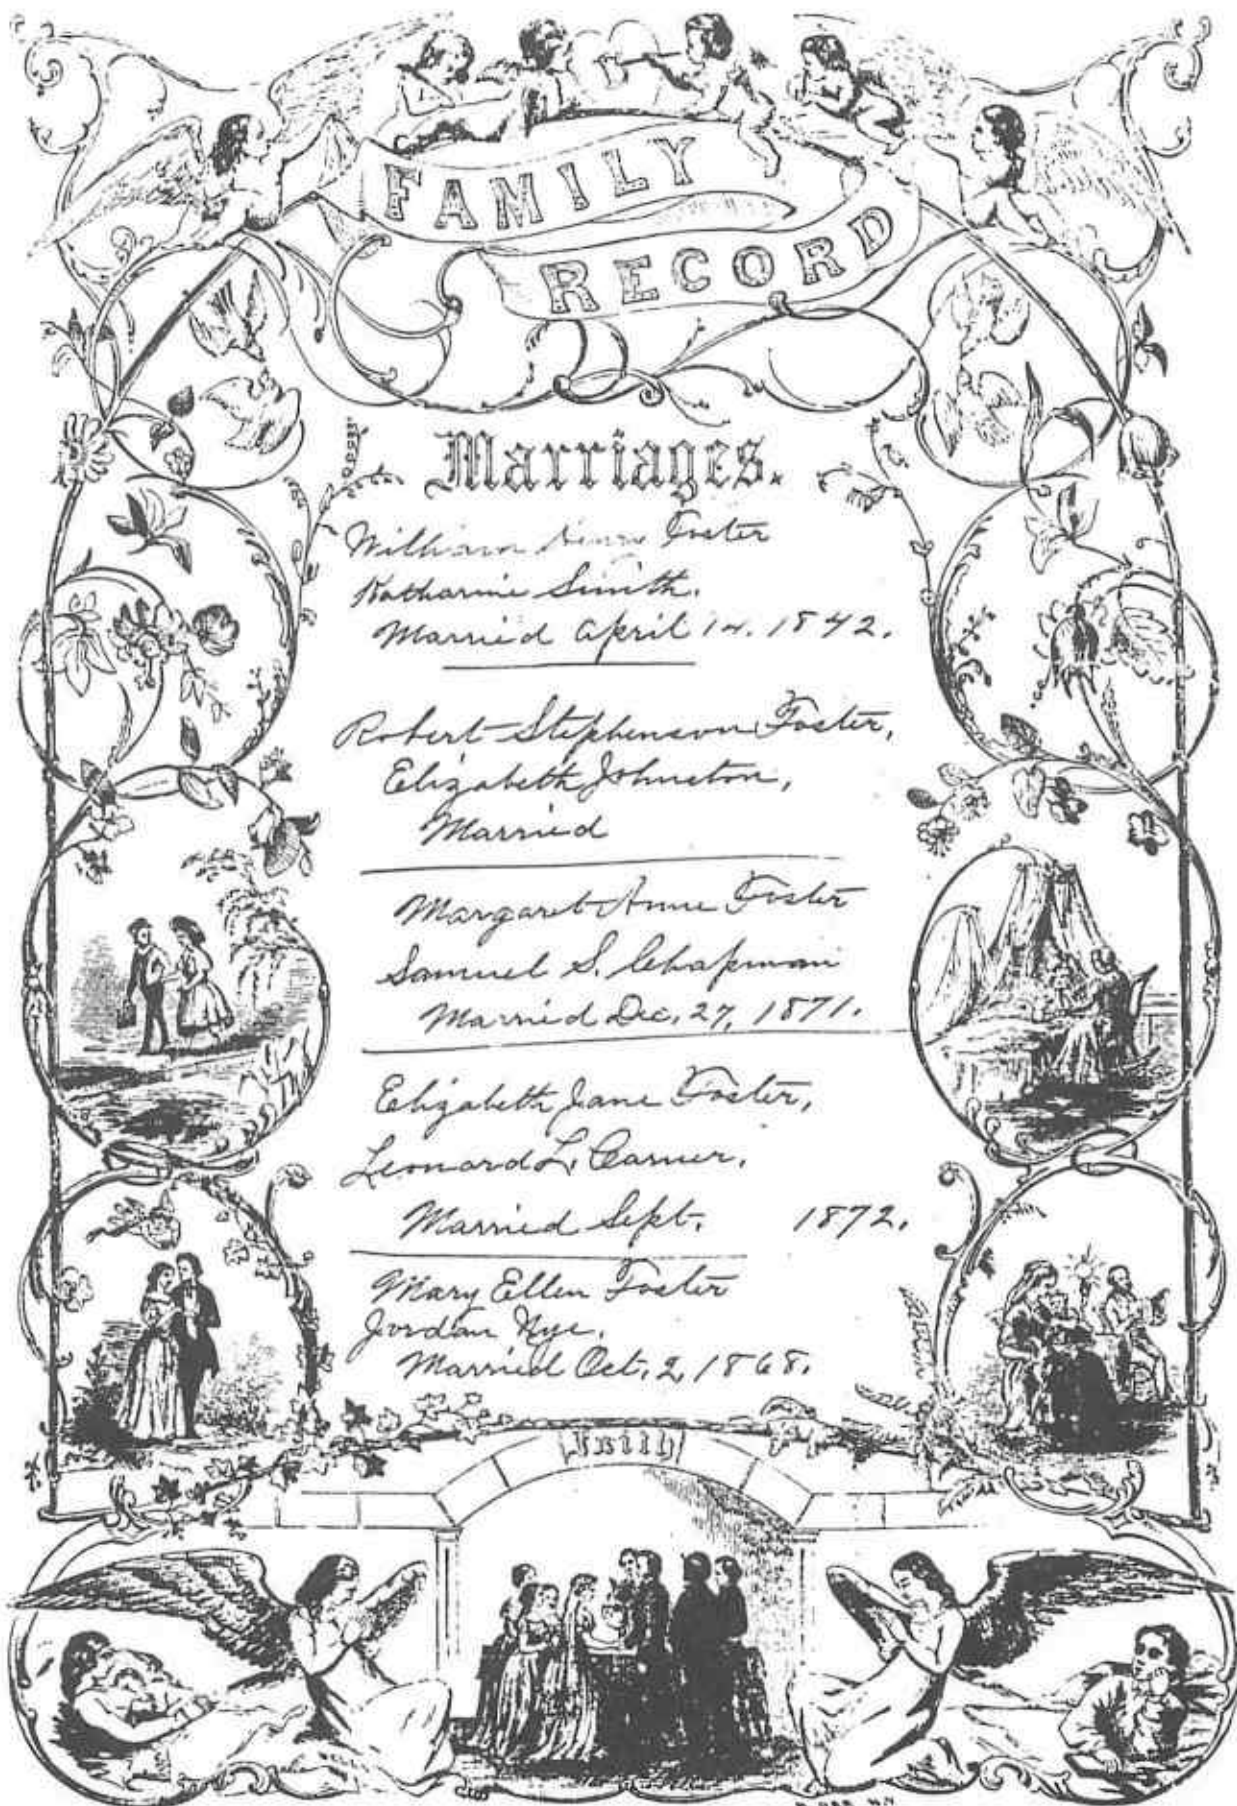 FAMILY
RECORD
Marriages.
William Henry Foster
Katharine Smith.
Married April 14, 1842.
Robert Stephenson Foster,
Elizabeth Johnston,
Married
Margaret Anne Foster
Samuel S. Chapman
Married Dec. 27, 1871.
Elizabeth Jane Foster,
Leonard L. Carner,
Married Sept. 1872.
Mary Ellen Foster
Jordan Nye.
Married Oct. 2, 1868.